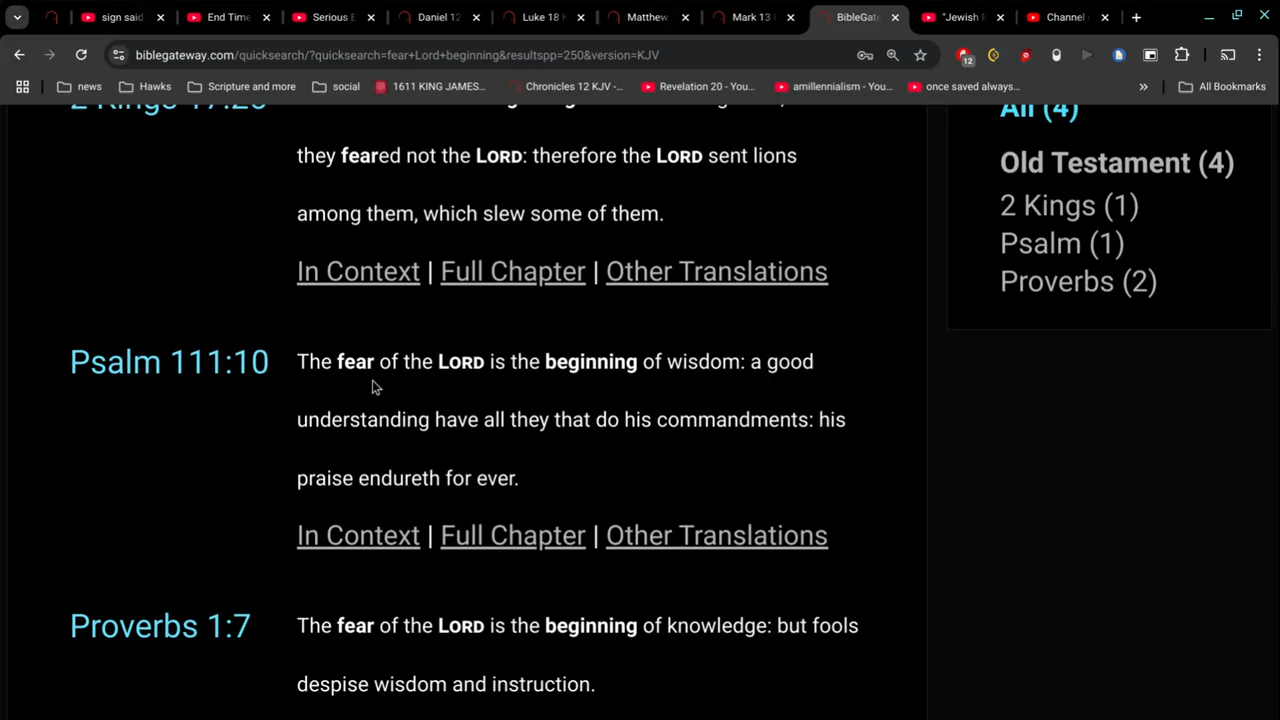 sign said
End Time
Serious E
Daniel 12
Luke 18 K
Matthew
Mark 13
BibleGat
"Jewish
Channel
biblegateway.com/quicksearch/?quicksearch=fear+Lord+beginning&resultspp=250&version=KJV
12
news
Hawks
Scripture and more
social
1611 KING JAMES...
Chronicles 12 KJV -...
Revelation 20 - You...
amillennialism - You...
once saved always...
»
All Bookmarks
they feared not the LORD: therefore the LORD sent lions
among them, which slew some of them.
In Context | Full Chapter | Other Translations
Psalm 111:10
The fear of the LORD is the beginning of wisdom: a good
understanding have all they that do his commandments: his
praise endureth for ever.
In Context | Full Chapter | Other Translations
Proverbs 1:7
The fear of the LORD is the beginning of knowledge: but fools
despise wisdom and instruction.
All (4)
Old Testament (4)
2 Kings (1)
Psalm (1)
Proverbs (2)